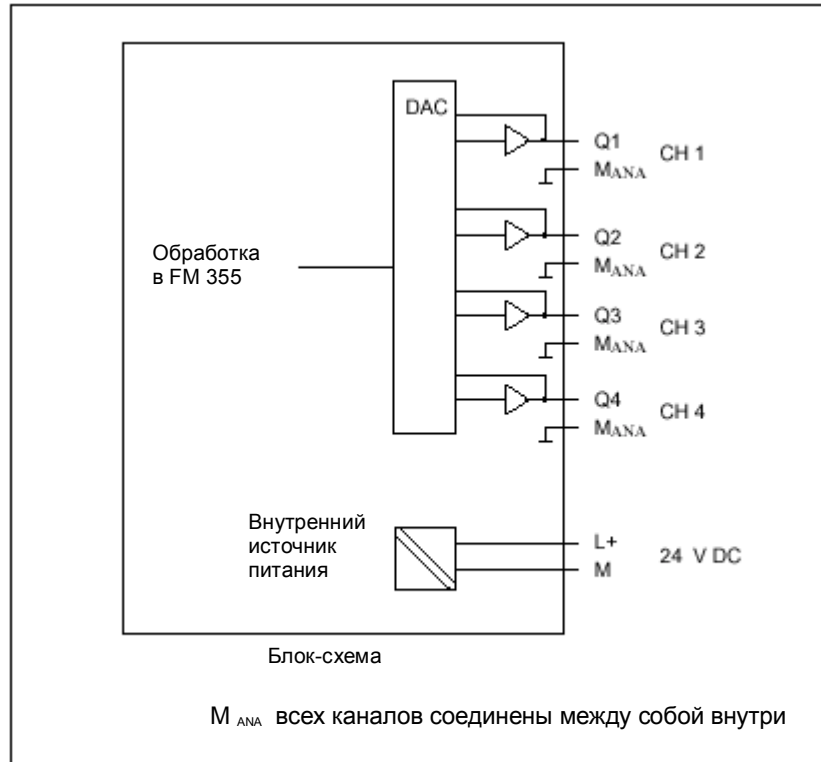 DAC
Q1
CH 1
MANA
Q2
CH 2
MANA
Обработка
в FM 355
Q3
CH 3
MANA
Q4
CH 4
MANA
Внутренний
источник
питания
L+
24 V DC
M
Блок-схема
M ANA всех каналов соединены между собой внутри